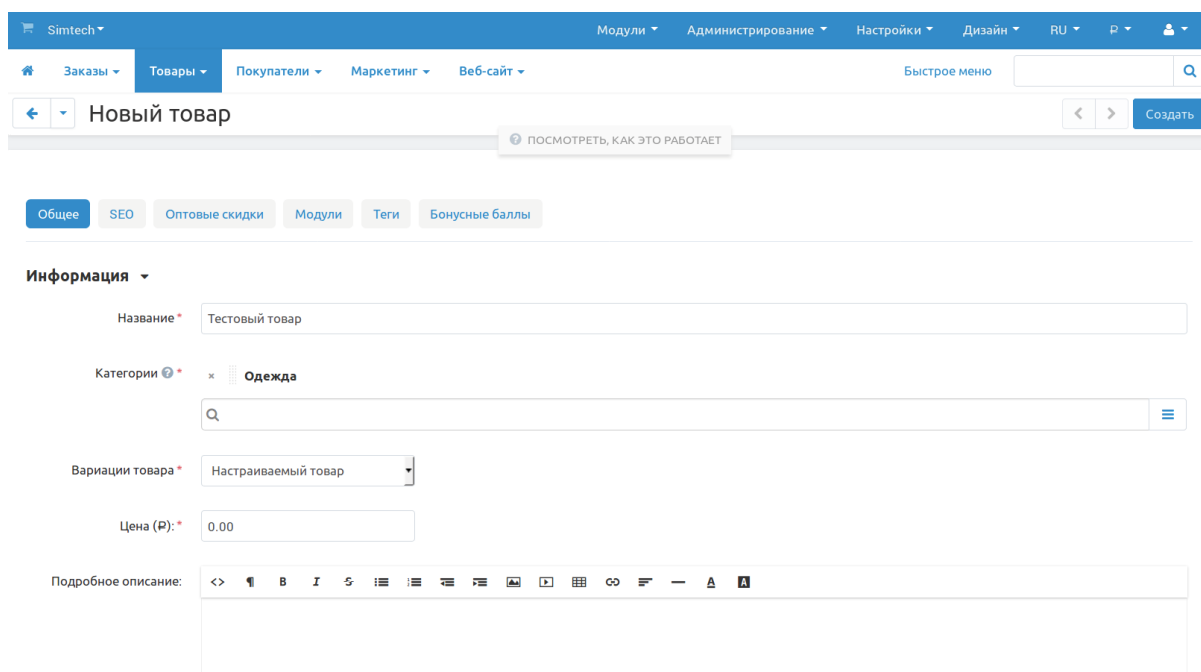 Simtech Модули Администрирование Настройки Дизайн RU ₽
Заказы Товары Покупатели Маркетинг Веб-сайт Быстрое меню
Новый товар Создать
ПОСМОТРЕТЬ, КАК ЭТО РАБОТАЕТ
Общее SEO Оптовые скидки Модули Теги Бонусные баллы
Информация
Название * Тестовый товар
Категории * Одежда
Вариации товара * Настраиваемый товар
Цена (₽): * 0.00
Подробное описание: